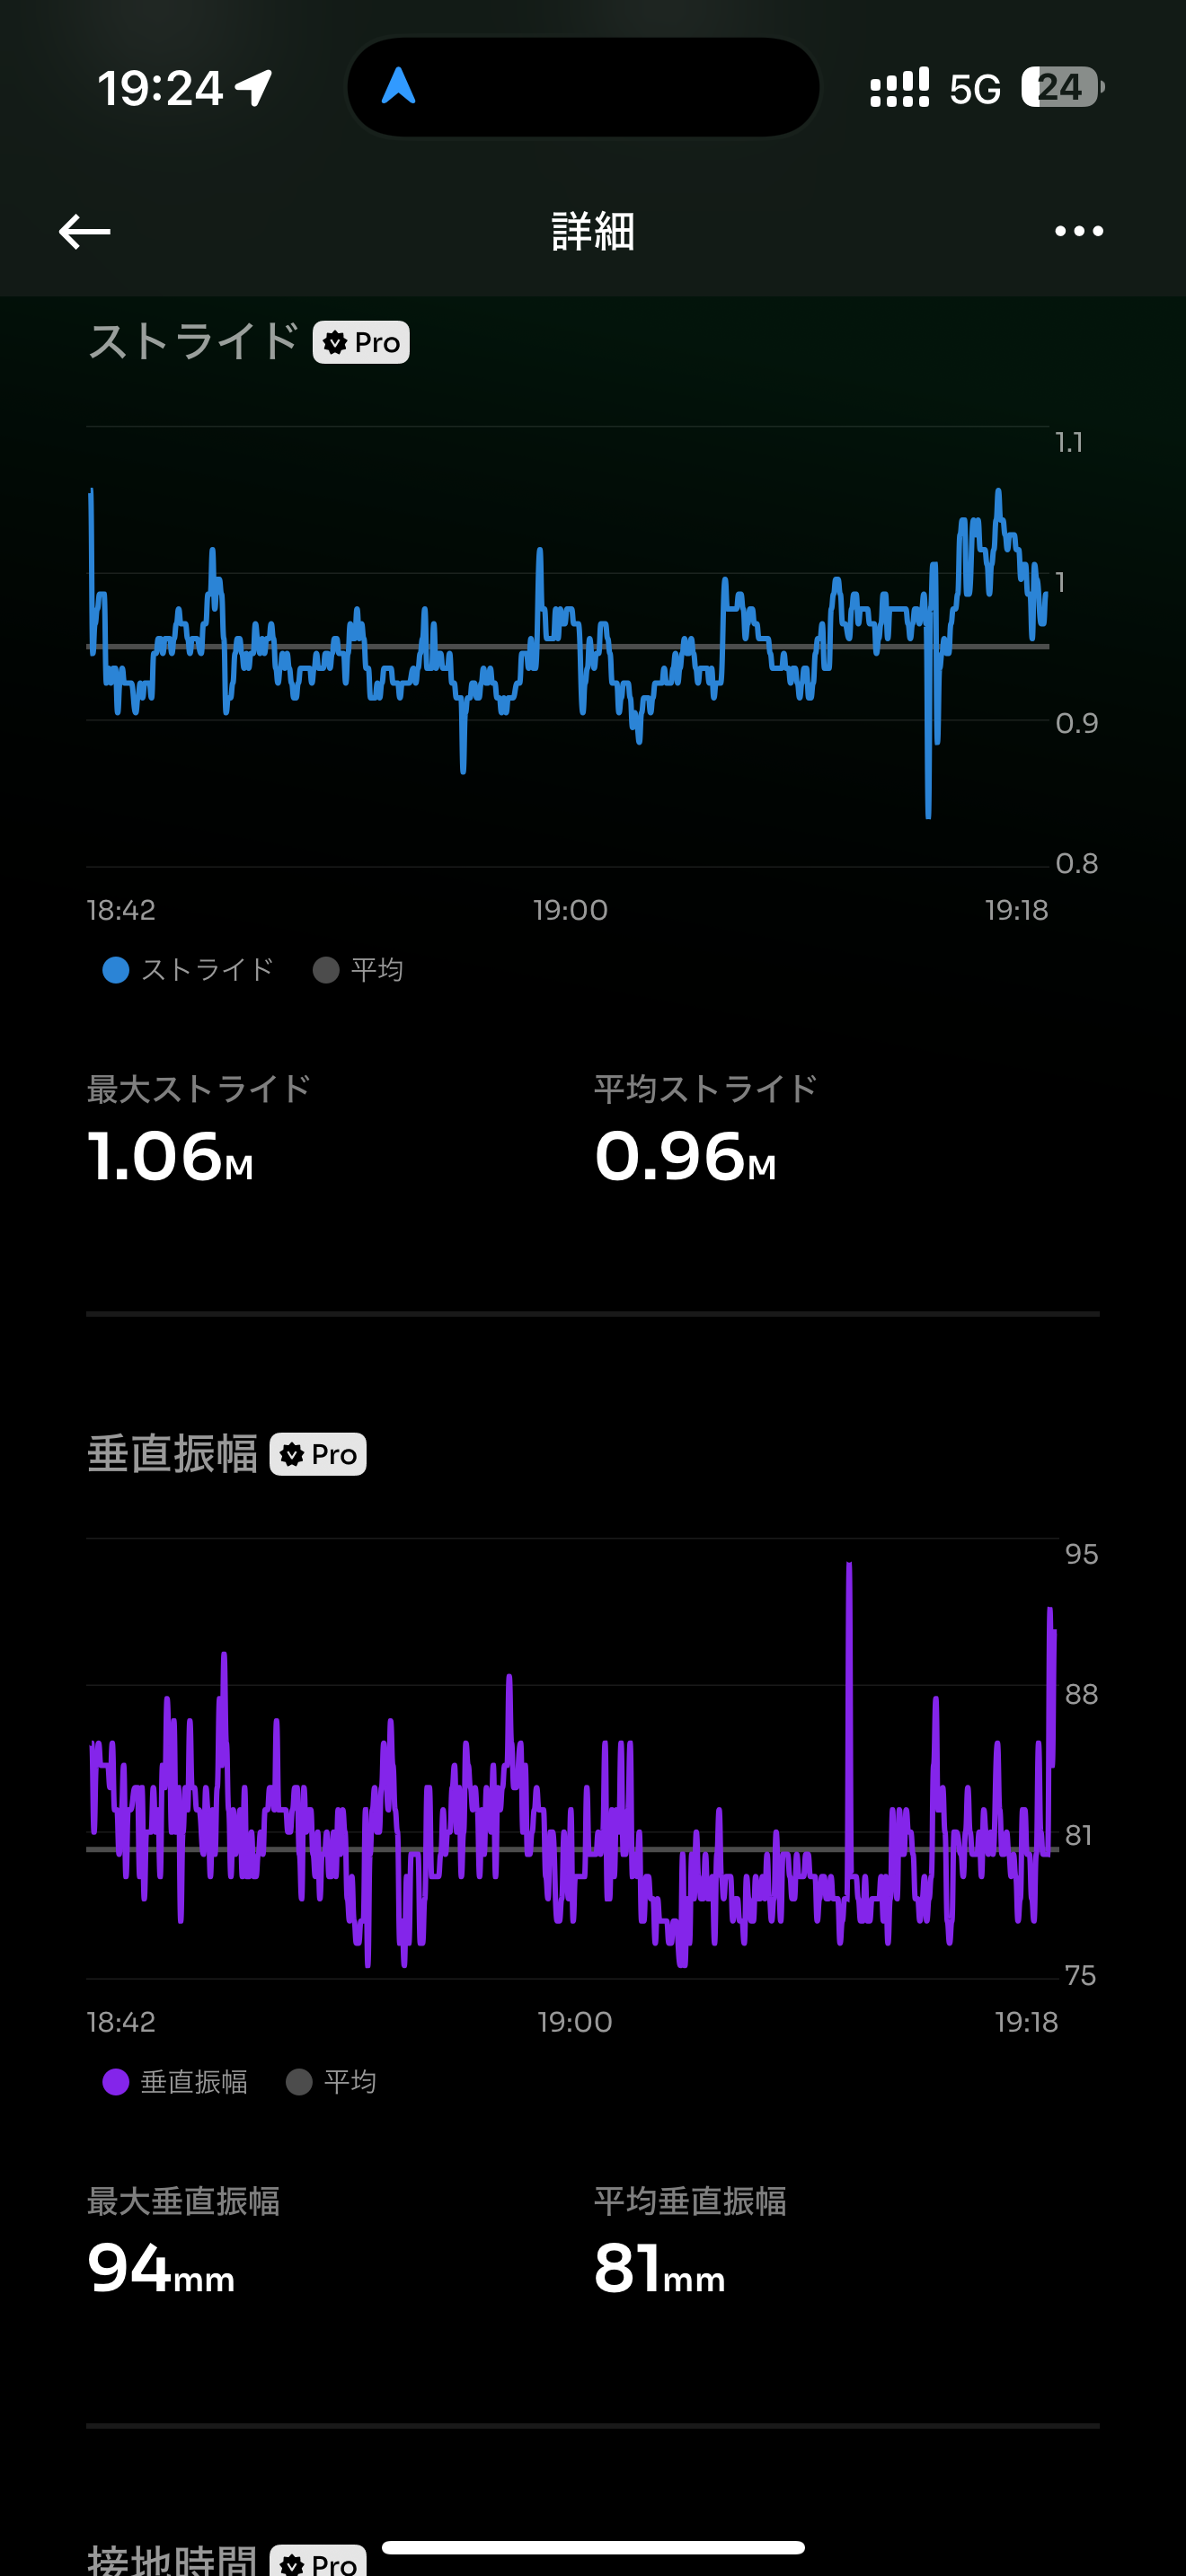 19:24 5G 24
詳細
ストライド Pro
1.1
1
0.9
0.8
18:42 19:00 19:18
ストライド 平均
最大ストライド 平均ストライド
1.06M 0.96M
垂直振幅 Pro
95
88
81
75
18:42 19:00 19:18
垂直振幅 平均
最大垂直振幅 平均垂直振幅
94mm 81mm
接地時間 Pro